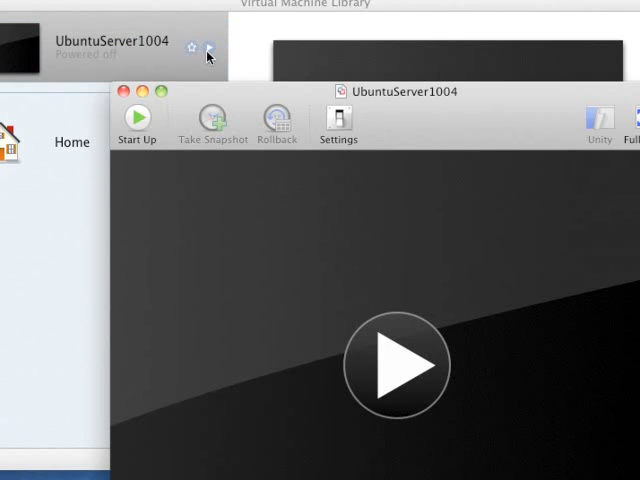 Virtual Machine Library
UbuntuServer1004
Powered off
UbuntuServer1004
Start Up
Take Snapshot
Rollback
Settings
Unity
Full
Home